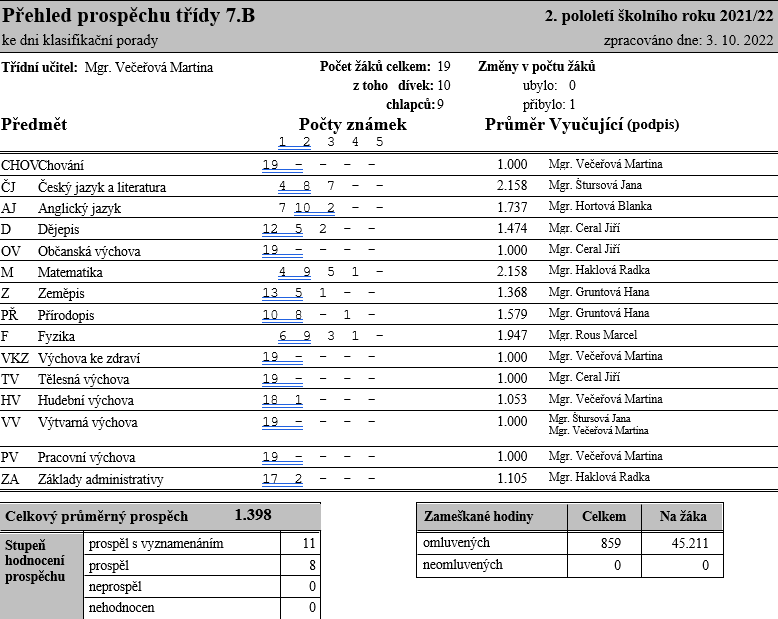 Přehled prospěchu třídy 7.B 2. pololetí školního roku 2021/22
ke dni klasifikační porady zpracováno dne: 3. 10. 2022
Třídní učitel: Mgr. Večeřová Martina Počet žáků celkem: 19 Změny v počtu žáků
z toho dívek: 10 ubylo: 0
chlapců: 9 přibylo: 1
Předmět Počty známek Průměr Vyučující (podpis)
1 2 3 4 5
CHOVChování 19 – – – – 1.000 Mgr. Večeřová Martina
ČJ Český jazyk a literatura 4 8 7 – – 2.158 Mgr. Štursová Jana
AJ Anglický jazyk 7 10 2 – – 1.737 Mgr. Hortová Blanka
D Dějepis 12 5 2 – – 1.474 Mgr. Ceral Jiří
OV Občanská výchova 19 – – – – 1.000 Mgr. Ceral Jiří
M Matematika 4 9 5 1 – 2.158 Mgr. Haklová Radka
Z Zeměpis 13 5 1 – – 1.368 Mgr. Gruntová Hana
PŘ Přírodopis 10 8 – 1 – 1.579 Mgr. Gruntová Hana
F Fyzika 6 9 3 1 – 1.947 Mgr. Rous Marcel
VKZ Výchova ke zdraví 19 – – – – 1.000 Mgr. Večeřová Martina
TV Tělesná výchova 19 – – – – 1.000 Mgr. Ceral Jiří
HV Hudební výchova 18 1 – – – 1.053 Mgr. Večeřová Martina
VV Výtvarná výchova 19 – – – – 1.000 Mgr. Štursová Jana
Mgr. Večeřová Martina
PV Pracovní výchova 19 – – – – 1.000 Mgr. Večeřová Martina
ZA Základy administrativy 17 2 – – – 1.105 Mgr. Haklová Radka
Celkový průměrný prospěch 1.398
Stupeň hodnocení prospěchu
prospěl s vyznamenáním 11
prospěl 8
neprospěl 0
nehodnocen 0
Zameškané hodiny Celkem Na žáka
omluvených 859 45.211
neomluvených 0 0